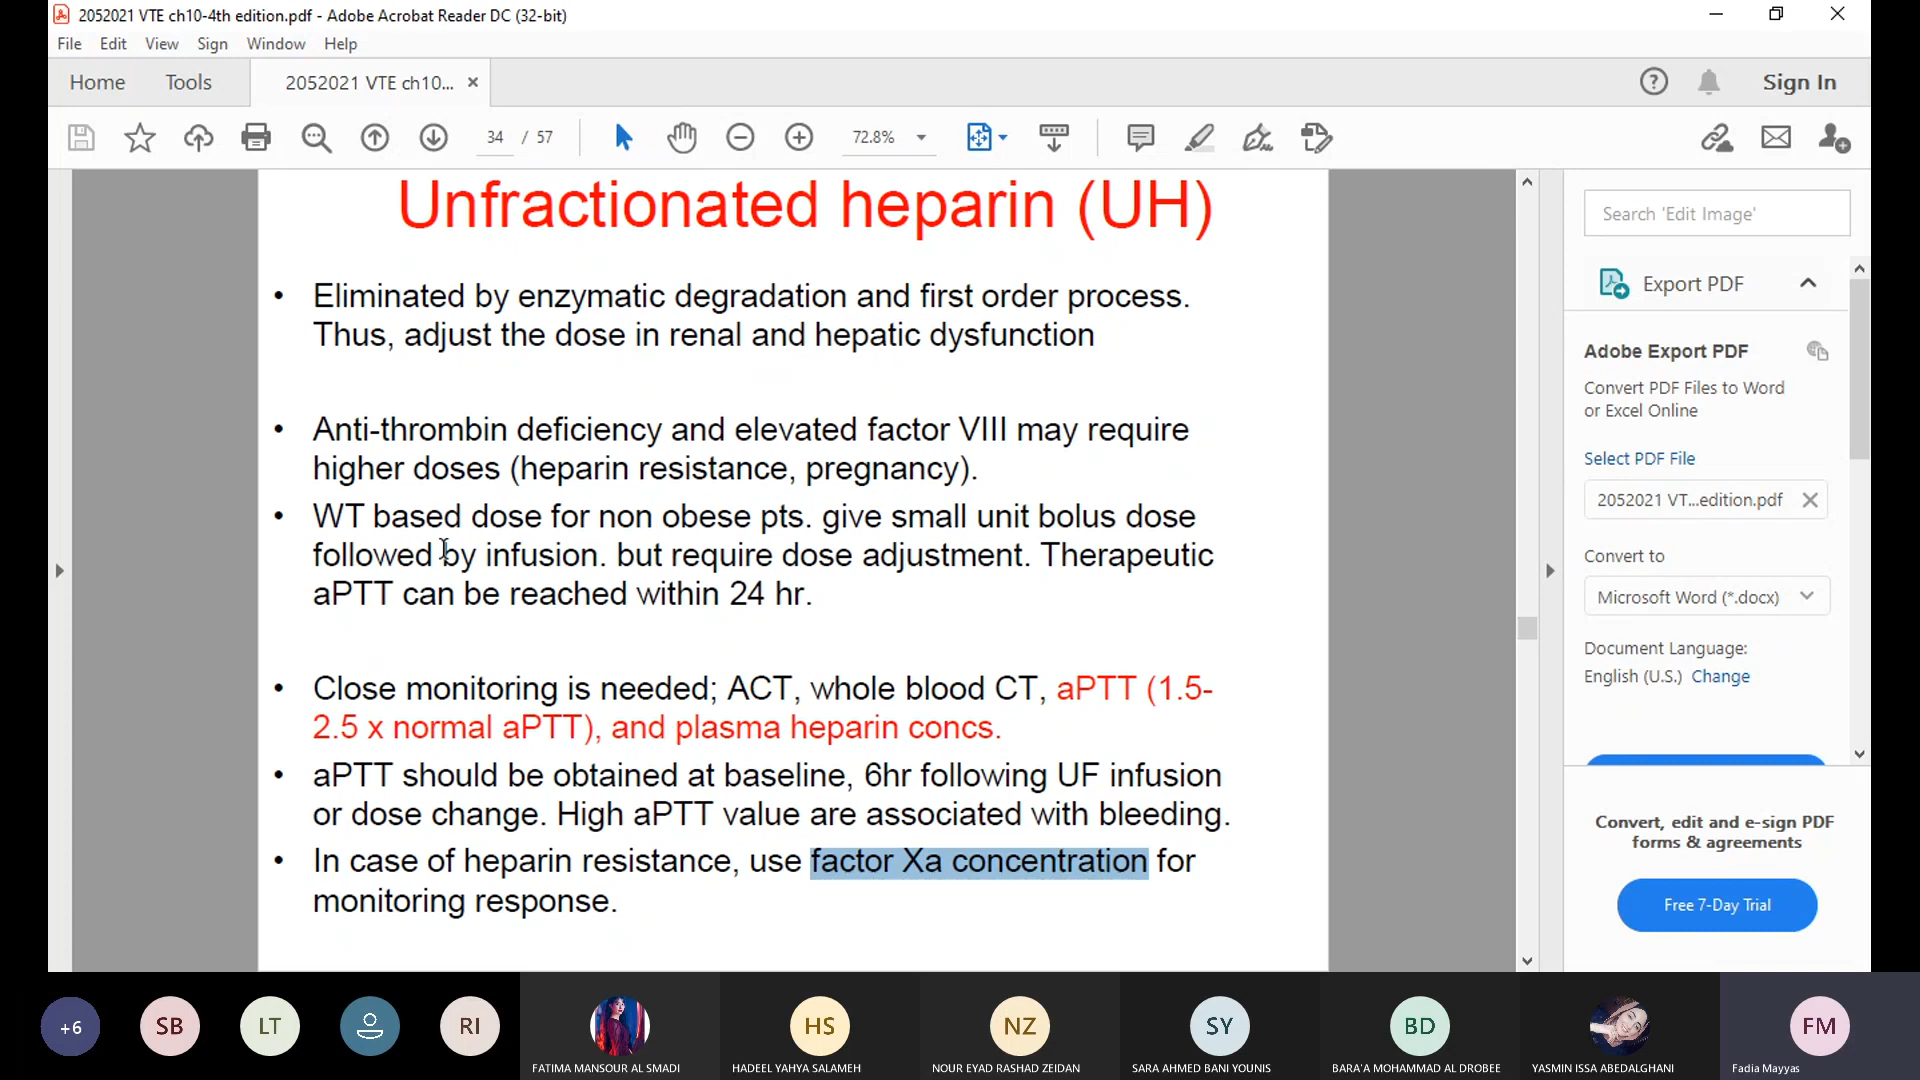 2052021 VTE ch10-4th edition.pdf - Adobe Acrobat Reader DC (32-bit)
File Edit View Sign Window Help
Home Tools 2052021 VTE ch10... × Sign In
34 / 57 72.8%
Unfractionated heparin (UH)
• Eliminated by enzymatic degradation and first order process.
Thus, adjust the dose in renal and hepatic dysfunction
• Anti-thrombin deficiency and elevated factor VIII may require
higher doses (heparin resistance, pregnancy).
• WT based dose for non obese pts. give small unit bolus dose
followed by infusion. but require dose adjustment. Therapeutic
aPTT can be reached within 24 hr.
• Close monitoring is needed; ACT, whole blood CT, aPTT (1.5-
2.5 x normal aPTT), and plasma heparin concs.
• aPTT should be obtained at baseline, 6hr following UF infusion
or dose change. High aPTT value are associated with bleeding.
• In case of heparin resistance, use factor Xa concentration for
monitoring response.
Search 'Edit Image'
Export PDF
Adobe Export PDF
Convert PDF Files to Word
or Excel Online
Select PDF File
2052021 VT...edition.pdf
Convert to
Microsoft Word (*.docx)
Document Language:
English (U.S.) Change
Convert, edit and e-sign PDF
forms & agreements
Free 7-Day Trial
+6 SB LT RI HS NZ SY BD FM
FATIMA MANSOUR AL SMADI HADEEL YAHYA SALAMEH NOUR EYAD RASHAD ZEIDAN SARA AHMED BANI YOUNIS BARA'A MOHAMMAD AL DROBEE YASMIN ISSA ABEDALGHANI Fadia Mayyas